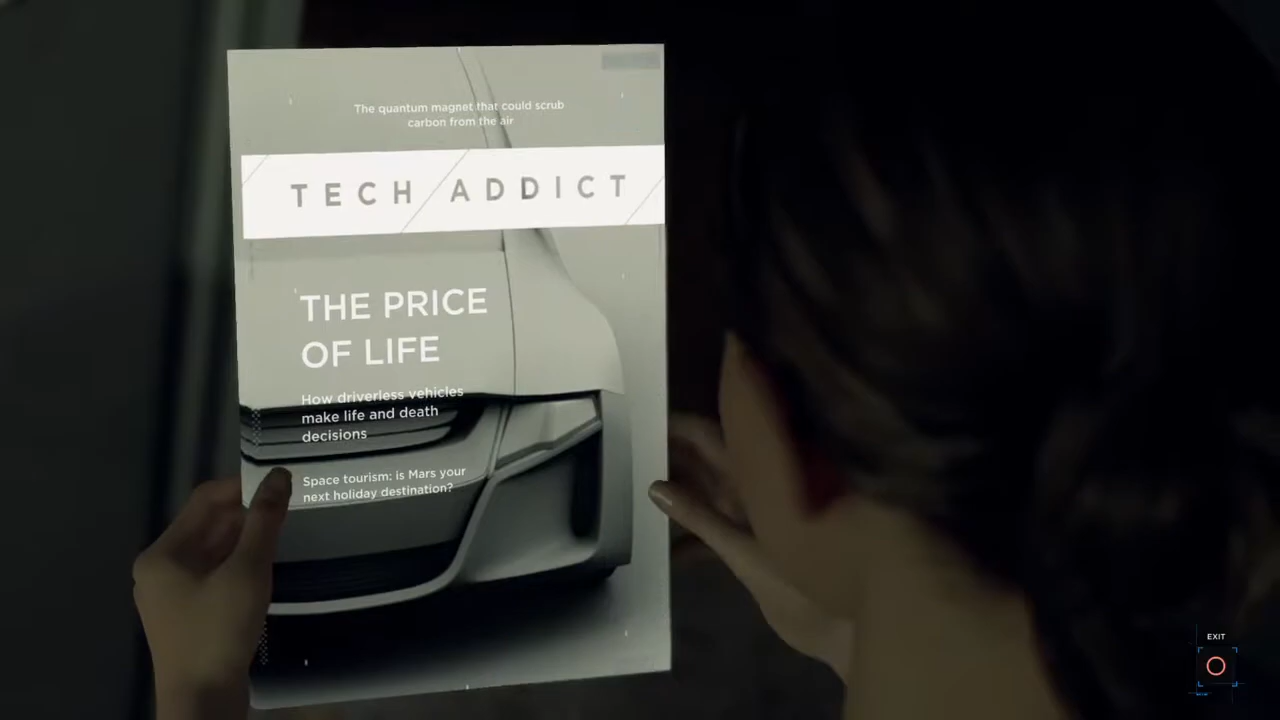 The quantum magnet that could scrub
carbon from the air
TECH ADDICT
THE PRICE
OF LIFE
How driverless vehicles
make life and death
decisions
Space tourism: is Mars your
next holiday destination?
EXIT